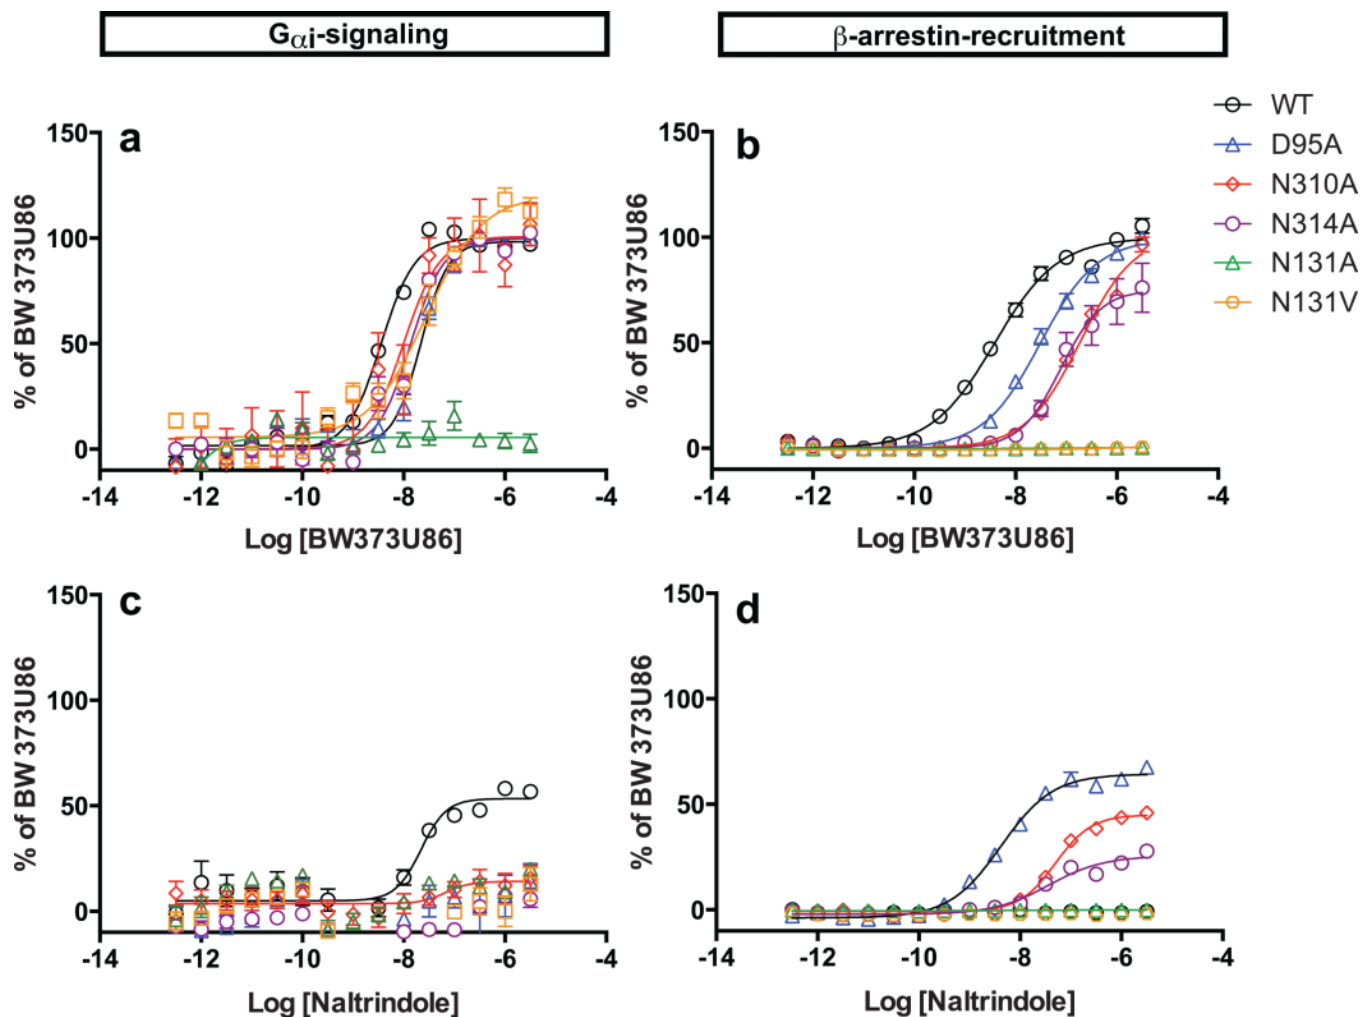 Gαi-signaling
β-arrestin-recruitment
WT
D95A
N310A
N314A
N131A
N131V
a
150
100
50
0
% of BW 373U86
-14 -12 -10 -8 -6 -4
Log [BW373U86]
b
150
100
50
0
% of BW 373U86
-14 -12 -10 -8 -6 -4
Log [BW373U86]
c
150
100
50
0
% of BW 373U86
-14 -12 -10 -8 -6 -4
Log [Naltrindole]
d
150
100
50
0
% of BW 373U86
-14 -12 -10 -8 -6 -4
Log [Naltrindole]